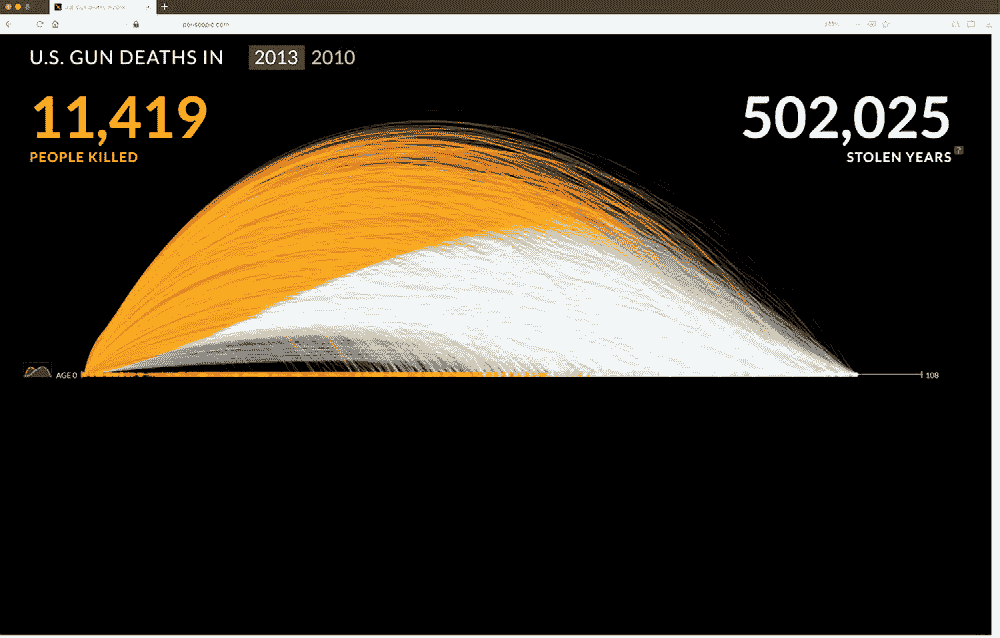 U.S. GUN DEATHS IN 2013 2010
11,419
PEOPLE KILLED
502,025
STOLEN YEARS ?
AGE 0
108